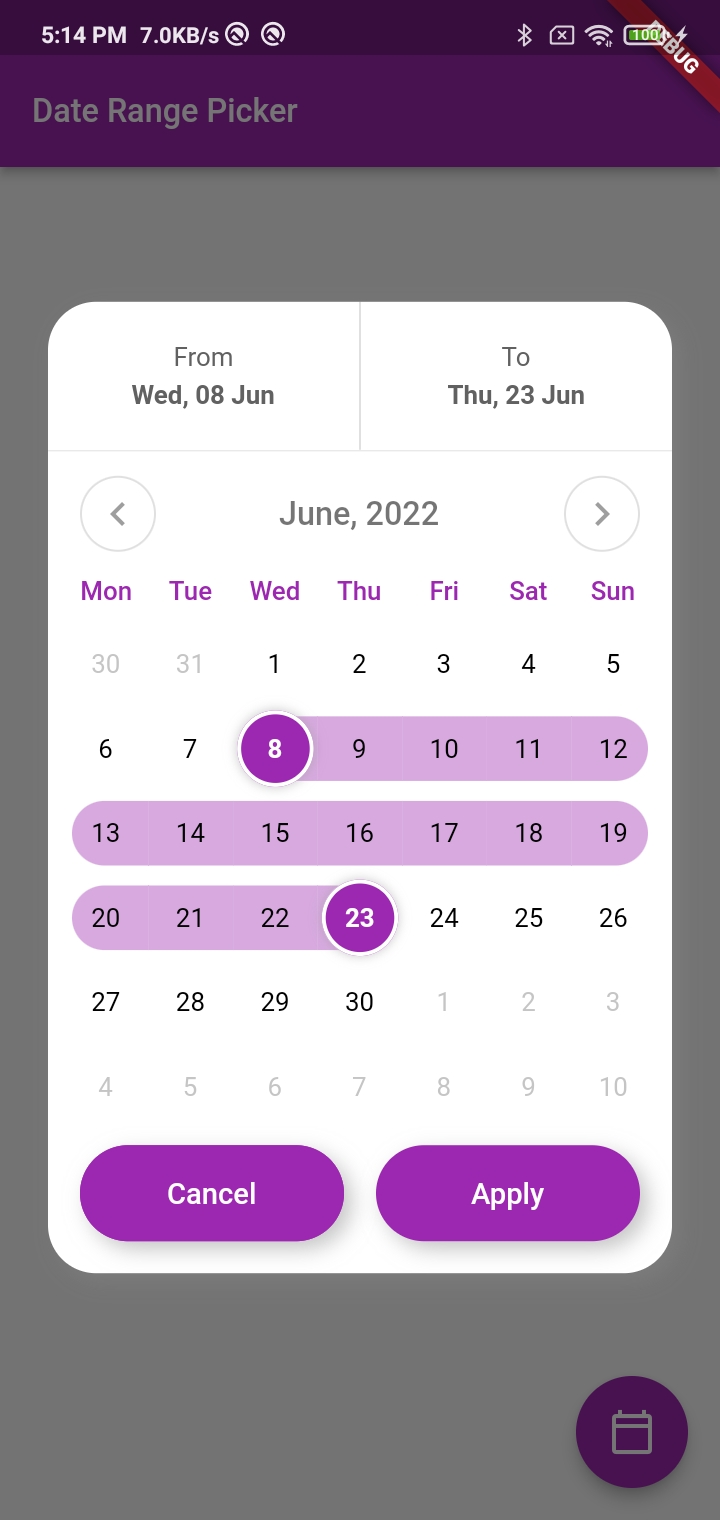 5:14 PM 7.0KB/s 100
DEBUG
Date Range Picker
From To
Wed, 08 Jun Thu, 23 Jun
June, 2022
Mon Tue Wed Thu Fri Sat Sun
30 31 1 2 3 4 5
6 7 8 9 10 11 12
13 14 15 16 17 18 19
20 21 22 23 24 25 26
27 28 29 30 1 2 3
4 5 6 7 8 9 10
Cancel Apply